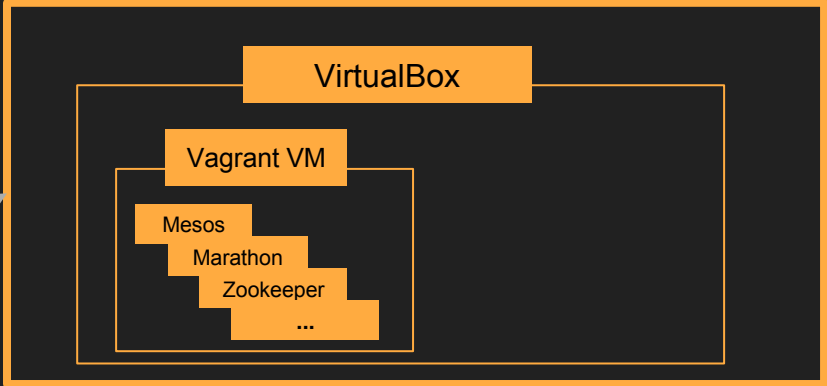 VirtualBox
Vagrant VM
Mesos
Marathon
Zookeeper
...